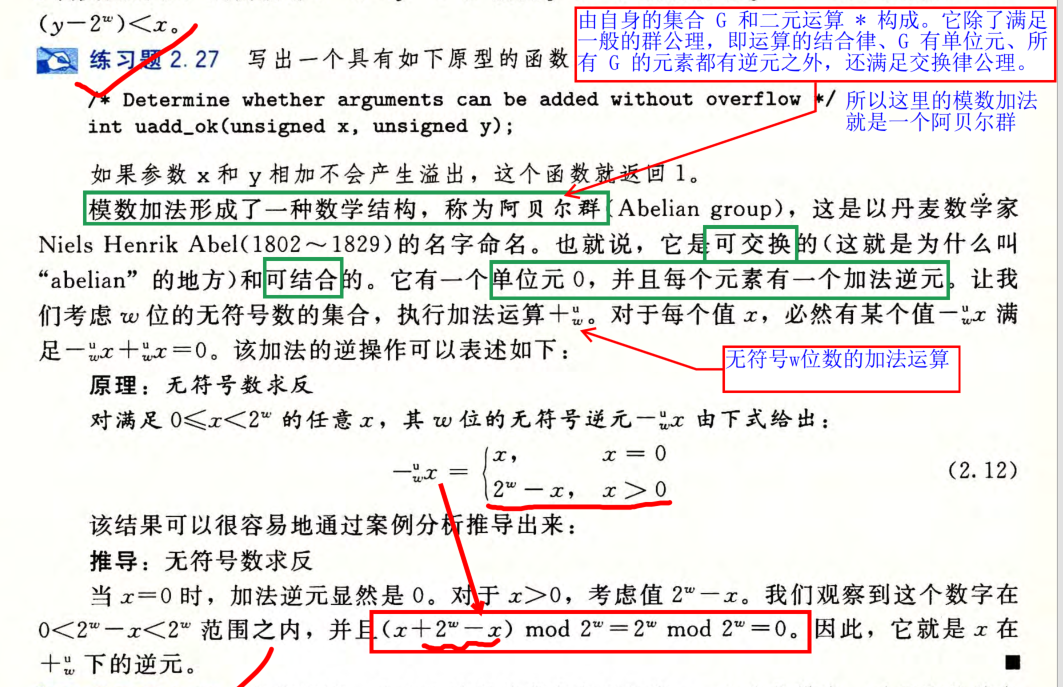 (y-2ʷ)<x。
由自身的集合 G 和二元运算 * 构成。它除了满足
一般的群公理，即运算的结合律、G 有单位元、所
有 G 的元素都有逆元之外，还满足交换律公理。
练习题 2.27 写出一个具有如下原型的函数
/* Determine whether arguments can be added without overflow */
int uadd_ok(unsigned x, unsigned y);
所以这里的模数加法
就是一个阿贝尔群
如果参数 x 和 y 相加不会产生溢出，这个函数就返回 1。
模数加法形成了一种数学结构，称为阿贝尔群(Abelian group)，这是以丹麦数学家
Niels Henrik Abel(1802～1829)的名字命名。也就说，它是可交换的(这就是为什么叫
“abelian” 的地方)和可结合的。它有一个单位元 0，并且每个元素有一个加法逆元。让我
们考虑 w 位的无符号数的集合，执行加法运算+ᵘ_w。对于每个值 x，必然有某个值-ᵘ_w x 满
足-ᵘ_w x+ᵘ_w x=0。该加法的逆操作可以表述如下：
无符号w位数的加法运算
原理：无符号数求反
对满足 0≤x<2ʷ 的任意 x，其 w 位的无符号逆元-ᵘ_w x 由下式给出：
-ᵘ_w x = { x, x = 0
2ʷ-x, x > 0
(2.12)
该结果可以很容易地通过案例分析推导出来：
推导：无符号数求反
当 x=0 时，加法逆元显然是 0。对于 x>0，考虑值 2ʷ-x。我们观察到这个数字在
0<2ʷ-x<2ʷ 范围之内，并且(x+2ʷ-x) mod 2ʷ=2ʷ mod 2ʷ=0。因此，它就是 x 在
+ᵘ_w 下的逆元。